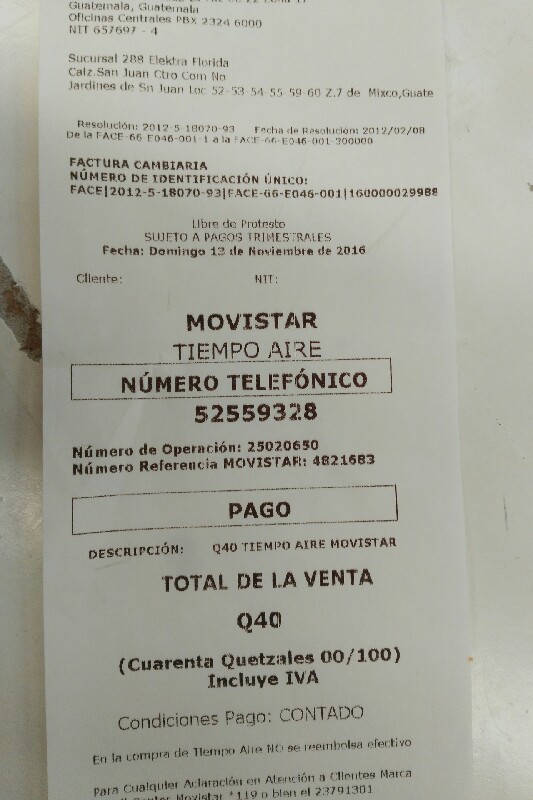 Guatemala, Guatemala
Oficinas Centrales PBX 2324 6000
NIT 657697 - 4
Sucursal 288 Elektra Florida
Calz.San Juan Ctro Com No
Jardines de Sn Juan Loc 52-53-54-55-59-60 Z.7 de Mixco,Guate
Resolución: 2012-5-18070-93 Fecha de Resolución: 2012/02/08
De la FACE-66-E046-001-1 a la FACE-66-E046-001-300000
FACTURA CAMBIARIA
NÚMERO DE IDENTIFICACIÓN ÚNICO:
FACE|2012-5-18070-93|FACE-66-E046-001|160000029988
Libre de Protesto
SUJETO A PAGOS TRIMESTRALES
Fecha: Domingo 13 de Noviembre de 2016
Cliente: NIT:
MOVISTAR
TIEMPO AIRE
NÚMERO TELEFÓNICO
52559328
Número de Operación: 25020650
Número Referencia MOVISTAR: 4821683
PAGO
DESCRIPCIÓN: Q40 TIEMPO AIRE MOVISTAR
TOTAL DE LA VENTA
Q40
(Cuarenta Quetzales 00/100)
Incluye IVA
Condiciones Pago: CONTADO
En la compra de Tiempo Aire NO se reembolsa efectivo
Para Cualquier Aclaración en Atención a Clientes Marca
Center Movistar *119 o bien el 23791301